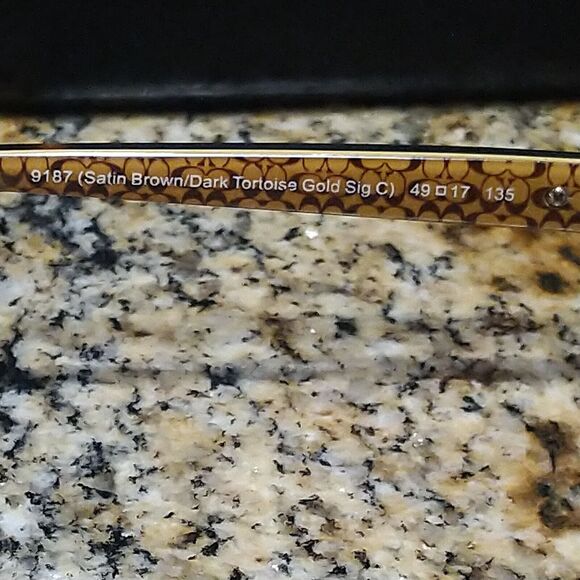 9187 (Satin Brown/Dark Tortoise Gold Sig C) 49□17 135